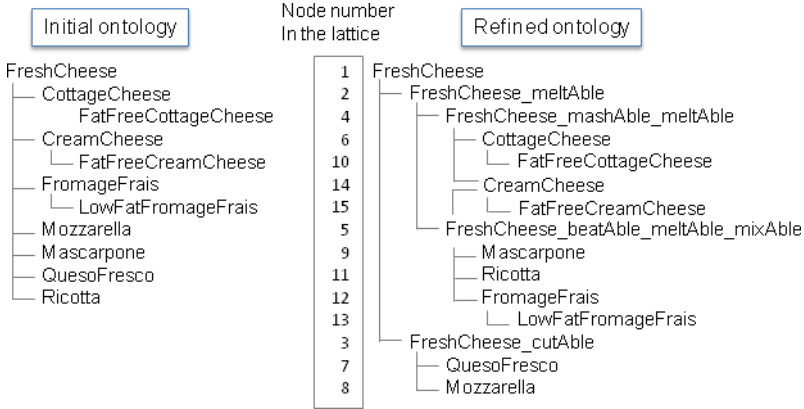 Initial ontology
FreshCheese
CottageCheese
FatFreeCottageCheese
CreamCheese
FatFreeCreamCheese
FromageFrais
LowFatFromageFrais
Mozzarella
Mascarpone
QuesoFresco
Ricotta
Node number
In the lattice
Refined ontology
1 FreshCheese
2 FreshCheese_meltAble
4 FreshCheese_mashAble_meltAble
6 CottageCheese
10 FatFreeCottageCheese
14 CreamCheese
15 FatFreeCreamCheese
5 FreshCheese_beatAble_meltAble_mixAble
9 Mascarpone
11 Ricotta
12 FromageFrais
13 LowFatFromageFrais
3 FreshCheese_cutAble
7 QuesoFresco
8 Mozzarella